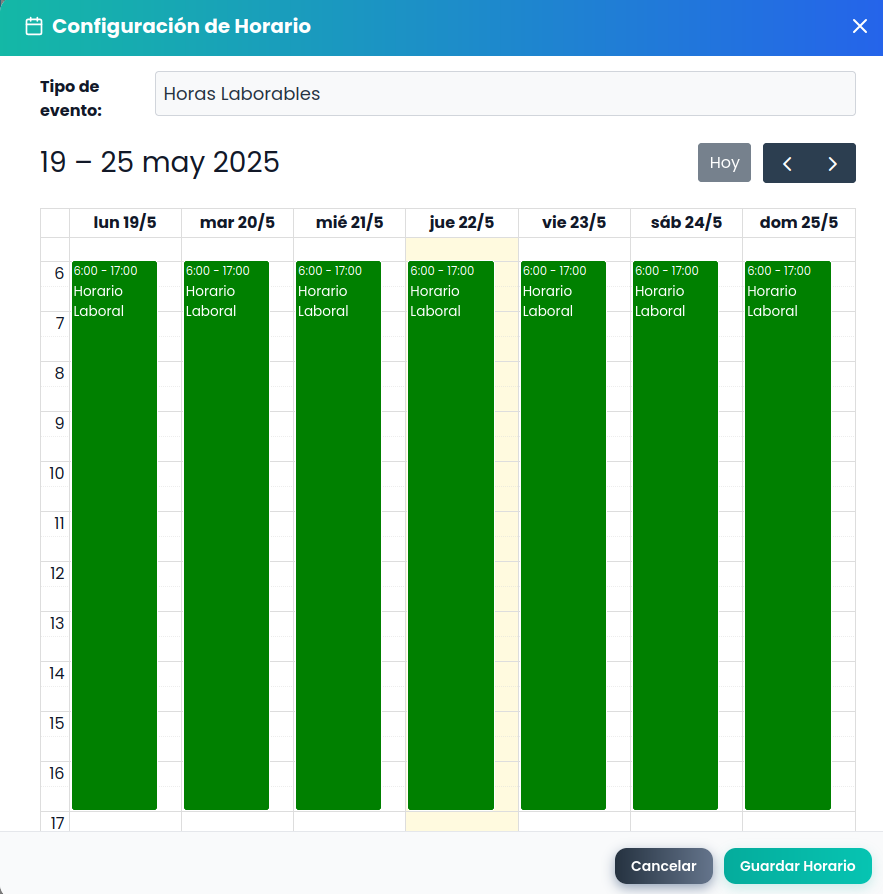 Configuración de Horario
Tipo de
evento:
Horas Laborables
19 – 25 may 2025
Hoy
lun 19/5 mar 20/5 mié 21/5 jue 22/5 vie 23/5 sáb 24/5 dom 25/5
6 6:00 - 17:00 6:00 - 17:00 6:00 - 17:00 6:00 - 17:00 6:00 - 17:00 6:00 - 17:00 6:00 - 17:00
Horario Horario Horario Horario Horario Horario Horario
7 Laboral Laboral Laboral Laboral Laboral Laboral Laboral
8
9
10
11
12
13
14
15
16
17
Cancelar Guardar Horario